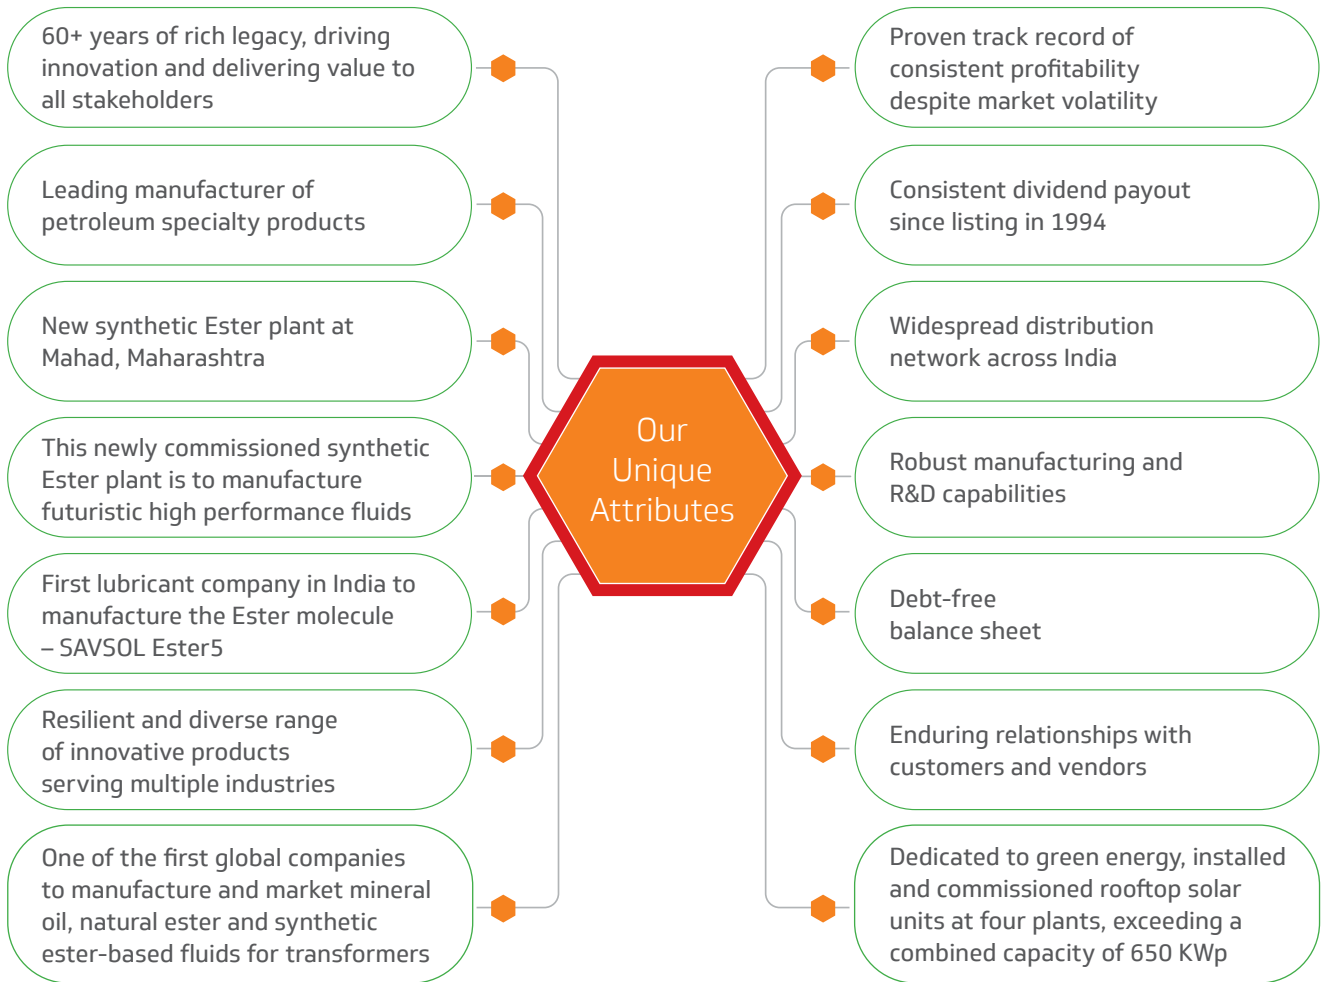 60+ years of rich legacy, driving
innovation and delivering value to
all stakeholders
Leading manufacturer of
petroleum specialty products
New synthetic Ester plant at
Mahad, Maharashtra
This newly commissioned synthetic
Ester plant is to manufacture
futuristic high performance fluids
First lubricant company in India to
manufacture the Ester molecule
– SAVSOL Ester5
Resilient and diverse range
of innovative products
serving multiple industries
One of the first global companies
to manufacture and market mineral
oil, natural ester and synthetic
ester-based fluids for transformers
Our
Unique
Attributes
Proven track record of
consistent profitability
despite market volatility
Consistent dividend payout
since listing in 1994
Widespread distribution
network across India
Robust manufacturing and
R&D capabilities
Debt-free
balance sheet
Enduring relationships with
customers and vendors
Dedicated to green energy, installed
and commissioned rooftop solar
units at four plants, exceeding a
combined capacity of 650 KWp